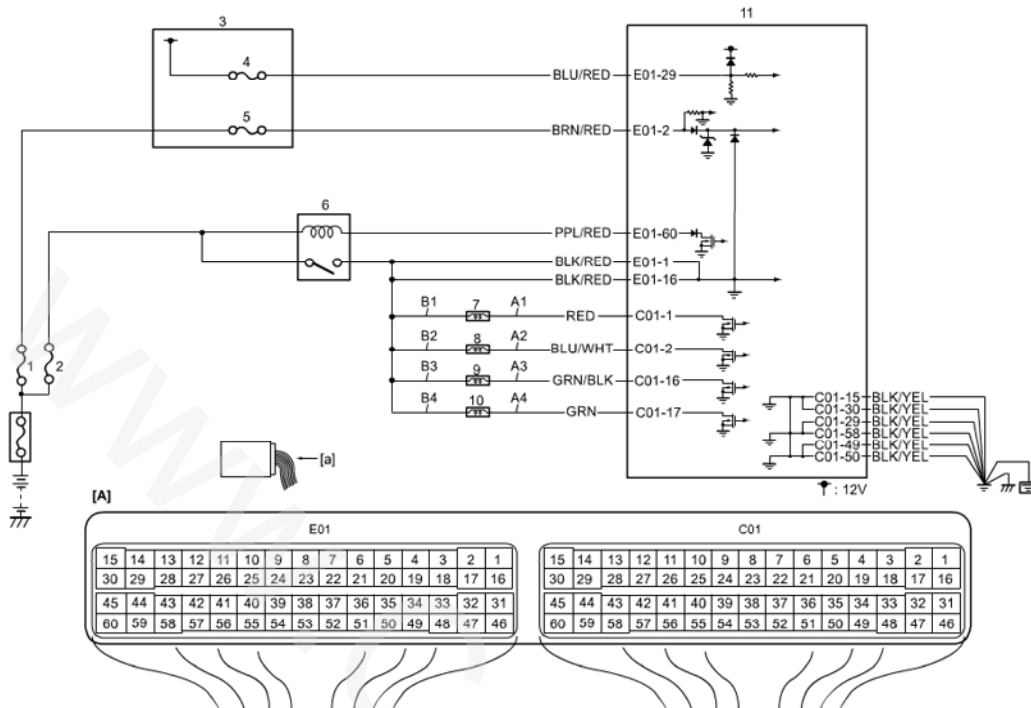 3
11
4
BLU/RED E01-29
5
BRN/RED E01-2
6
PPL/RED E01-60
BLK/RED E01-1
BLK/RED E01-16
B1 7 A1 RED C01-1
B2 8 A2 BLU/WHT C01-2
B3 9 A3 GRN/BLK C01-16
B4 10 A4 GRN C01-17
1 2
C01-15 BLK/YEL
C01-30 BLK/YEL
C01-29 BLK/YEL
C01-58 BLK/YEL
C01-49 BLK/YEL
C01-50 BLK/YEL
[a]
: 12V
[A]
E01 C01
15 14 13 12 11 10 9 8 7 6 5 4 3 2 1 15 14 13 12 11 10 9 8 7 6 5 4 3 2 1
30 29 28 27 26 25 24 23 22 21 20 19 18 17 16 30 29 28 27 26 25 24 23 22 21 20 19 18 17 16
45 44 43 42 41 40 39 38 37 36 35 34 33 32 31 45 44 43 42 41 40 39 38 37 36 35 34 33 32 31
60 59 58 57 56 55 54 53 52 51 50 49 48 47 46 60 59 58 57 56 55 54 53 52 51 50 49 48 47 46